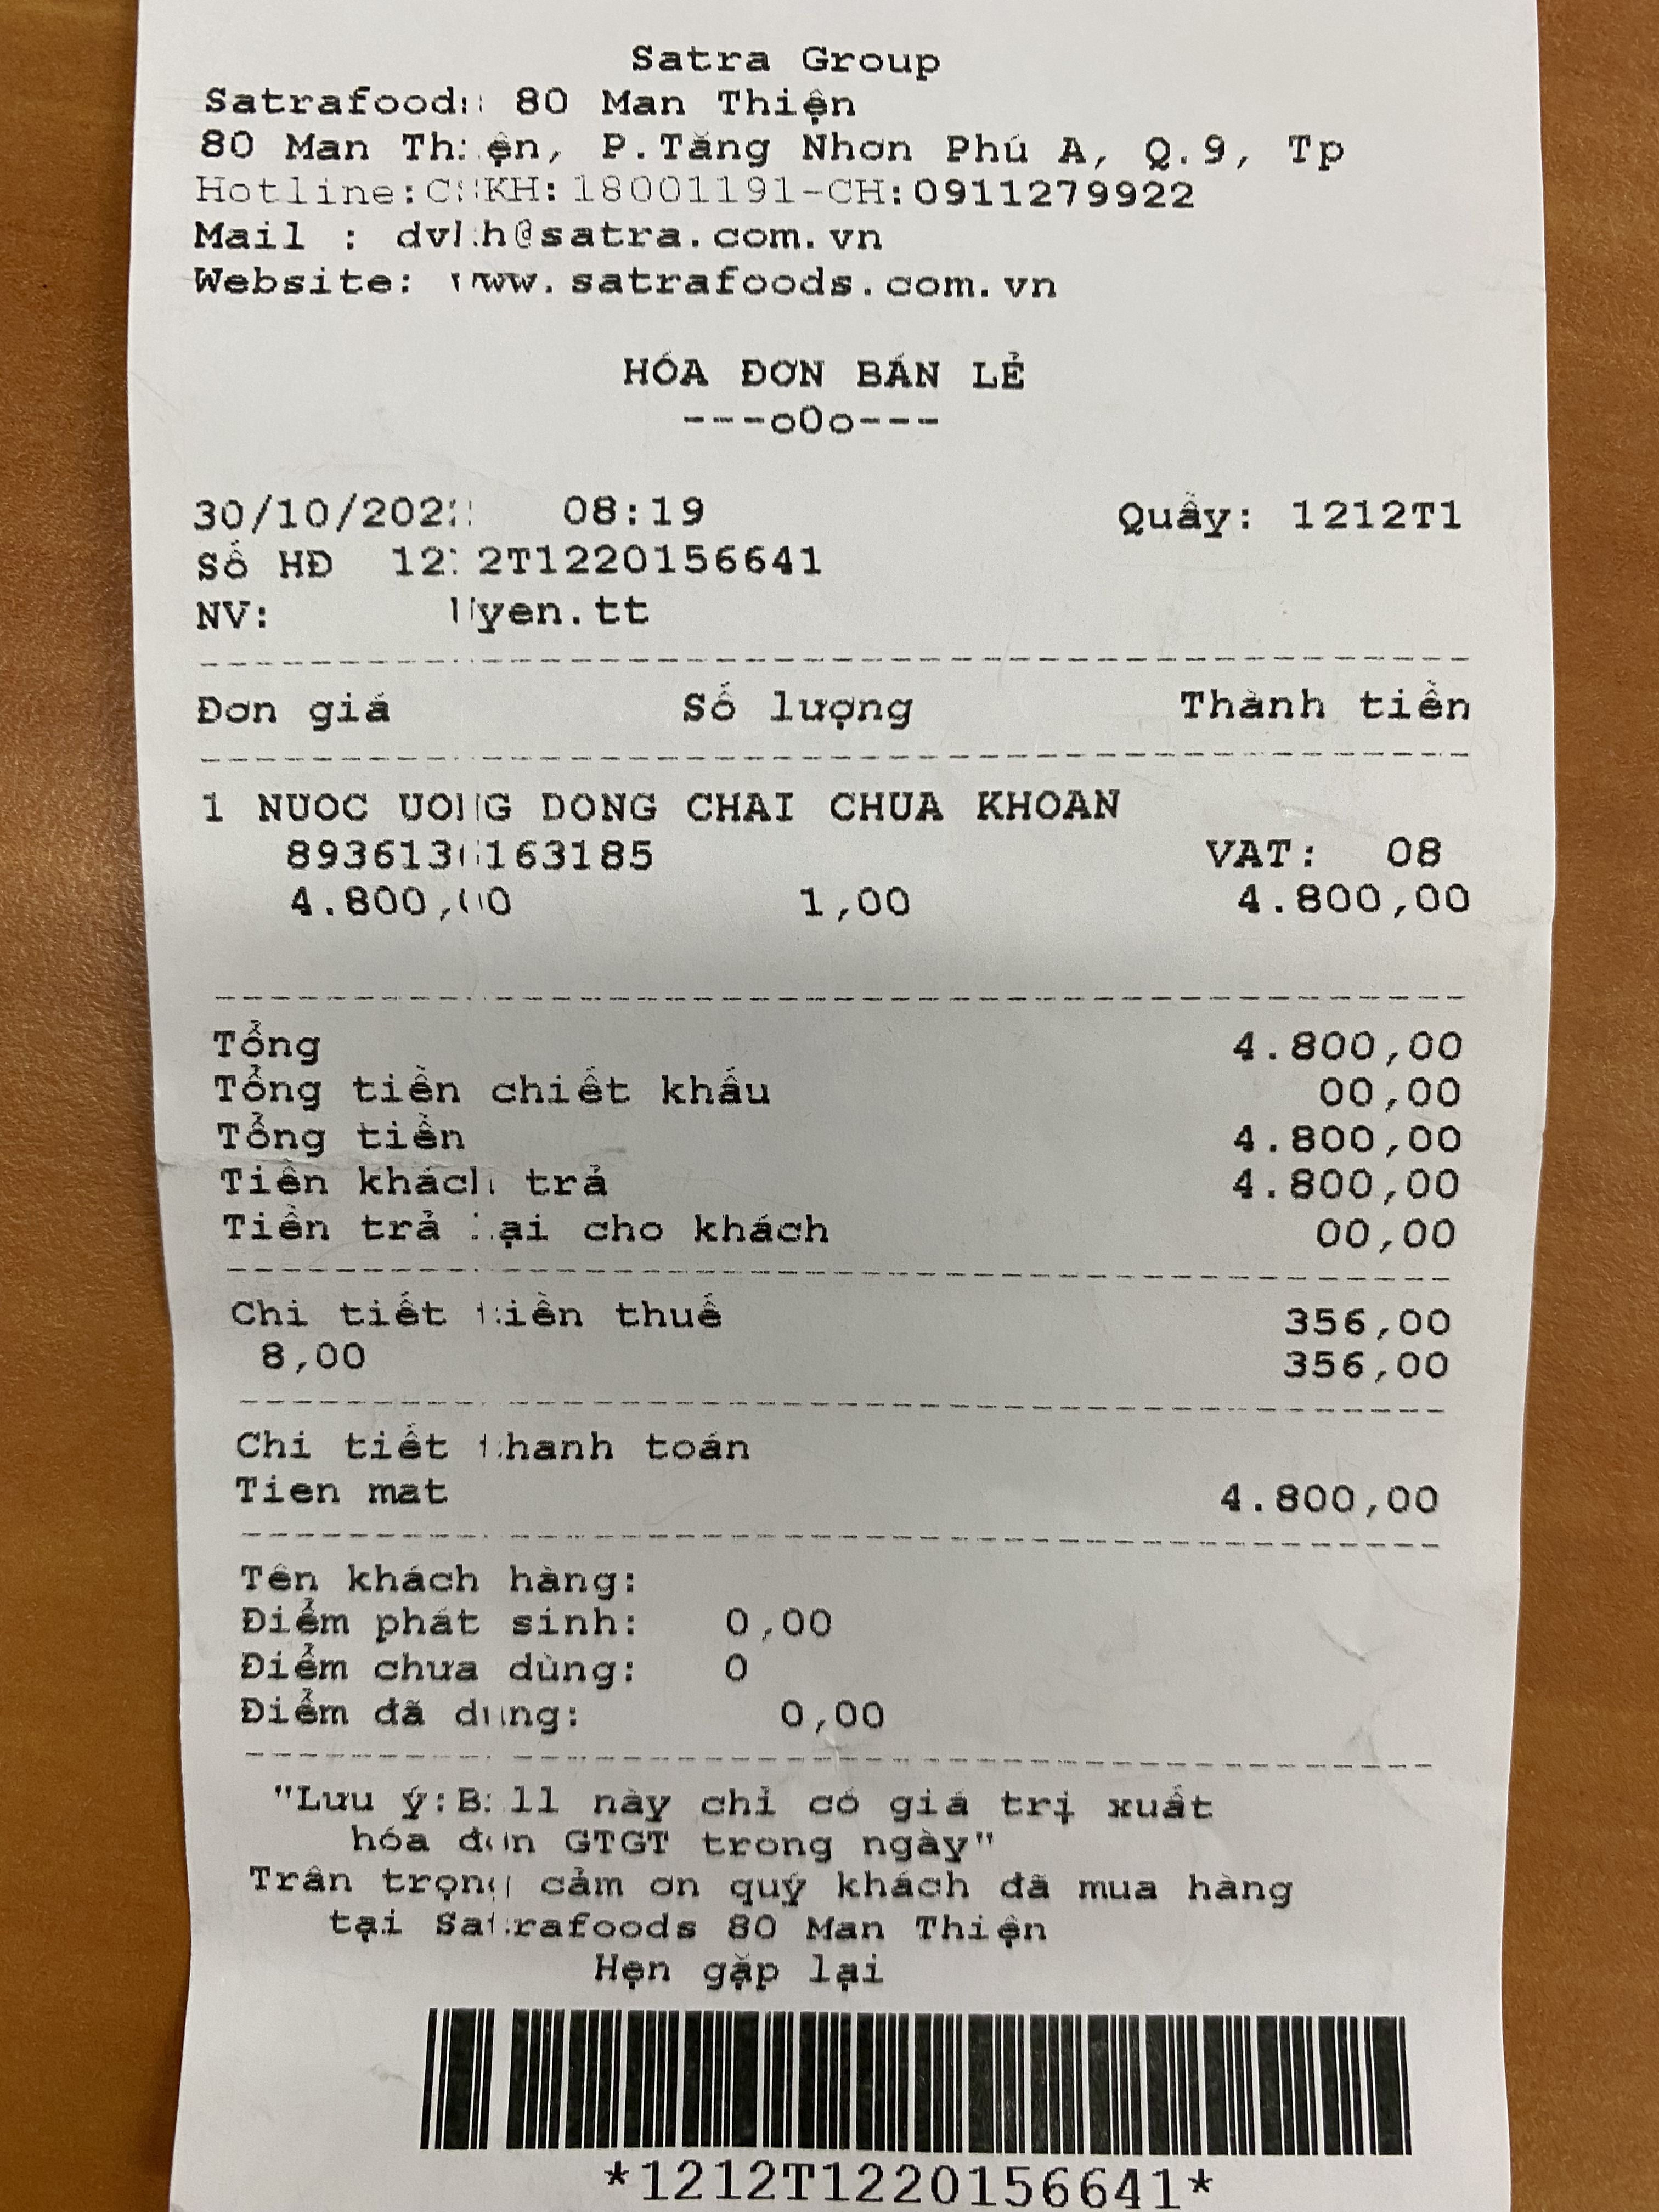 Satra Group
Satrafoods 80 Man Thiện
80 Man Thiện, P.Tăng Nhơn Phú A, Q.9, Tp
Hotline:CSKH:18001191-CH:0911279922
Mail : dvkh@satra.com.vn
Website: www.satrafoods.com.vn
HÓA ĐƠN BÁN LẺ
---oOo---
30/10/2022 08:19 Quầy: 1212T1
Số HĐ 1212T1220156641
NV: uyen.tt
Đơn giá Số lượng Thành tiền
1 NUOC UONG DONG CHAI CHUA KHOAN
VAT: 08
4.800,00 1,00 4.800,00
Tổng 4.800,00
Tổng tiền chiết khấu 00,00
Tổng tiền 4.800,00
Tiền khách trả 4.800,00
Tiền trả lại cho khách 00,00
Chi tiết tiền thuế 356,00
8,00 356,00
Chi tiết thanh toán
Tien mat 4.800,00
Tên khách hàng:
Điểm phát sinh: 0,00
Điểm chưa dùng: 0
Điểm đã dùng: 0,00
"Lưu ý:Bill này chỉ có giá trị xuất
hóa đơn GTGT trong ngày"
Trân trọng cảm ơn quý khách đã mua hàng
tại Satrafoods 80 Man Thiện
Hẹn gặp lại
*1212T1220156641*